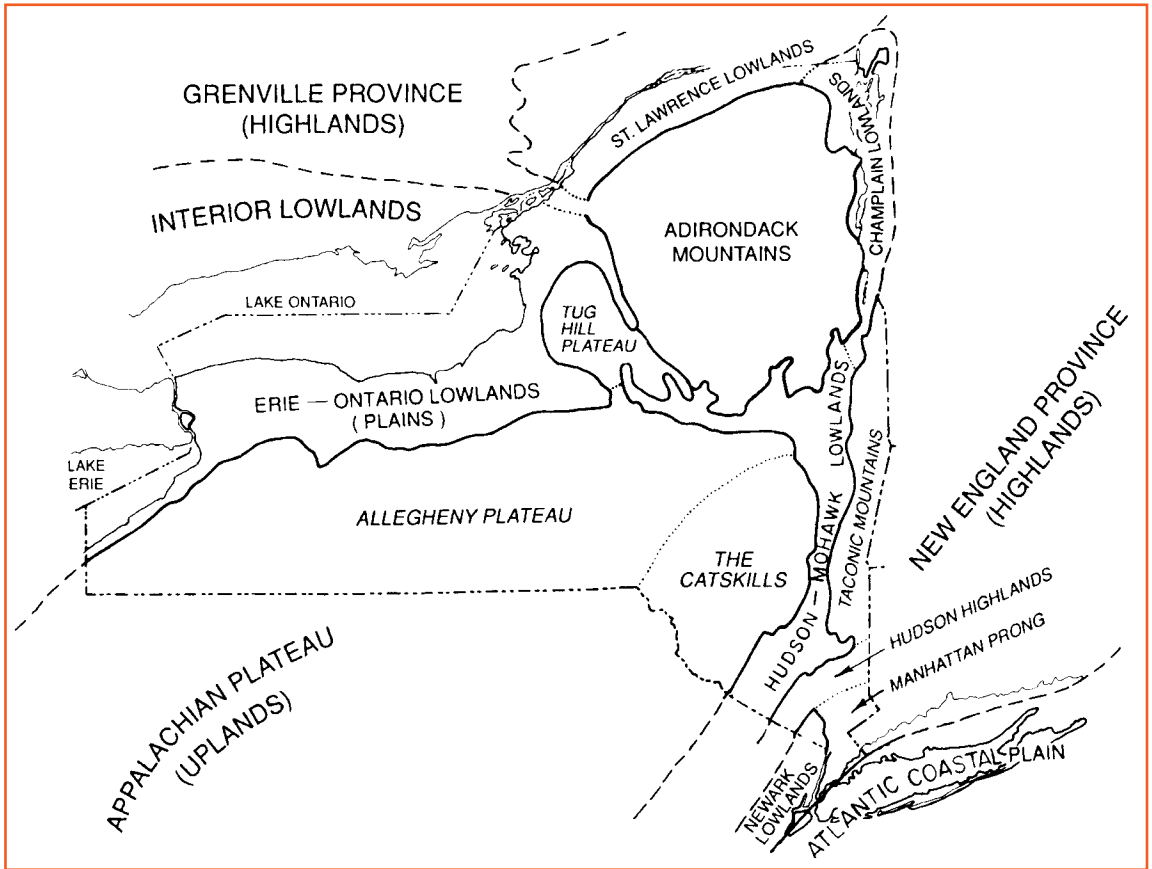 GRENVILLE PROVINCE
(HIGHLANDS)
ST. LAWRENCE LOWLANDS
CHAMPLAIN LOWLANDS
LOWLANDS
INTERIOR LOWLANDS
ADIRONDACK
MOUNTAINS
LAKE ONTARIO
TUG
HILL
PLATEAU
ERIE — ONTARIO LOWLANDS
( PLAINS )
LAKE
ERIE
ALLEGHENY PLATEAU
THE
CATSKILLS
HUDSON — MOHAWK LOWLANDS
TACONIC MOUNTAINS
NEW ENGLAND PROVINCE
(HIGHLANDS)
HUDSON HIGHLANDS
MANHATTAN PRONG
APPALACHIAN PLATEAU
(UPLANDS)
NEWARK
LOWLANDS
ATLANTIC COASTAL PLAIN